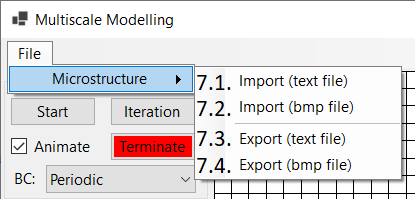 Multiscale Modelling
File
Microstructure
7.1. Import (text file)
7.2. Import (bmp file)
7.3. Export (text file)
7.4. Export (bmp file)
Start
Iteration
Animate
Terminate
BC:
Periodic